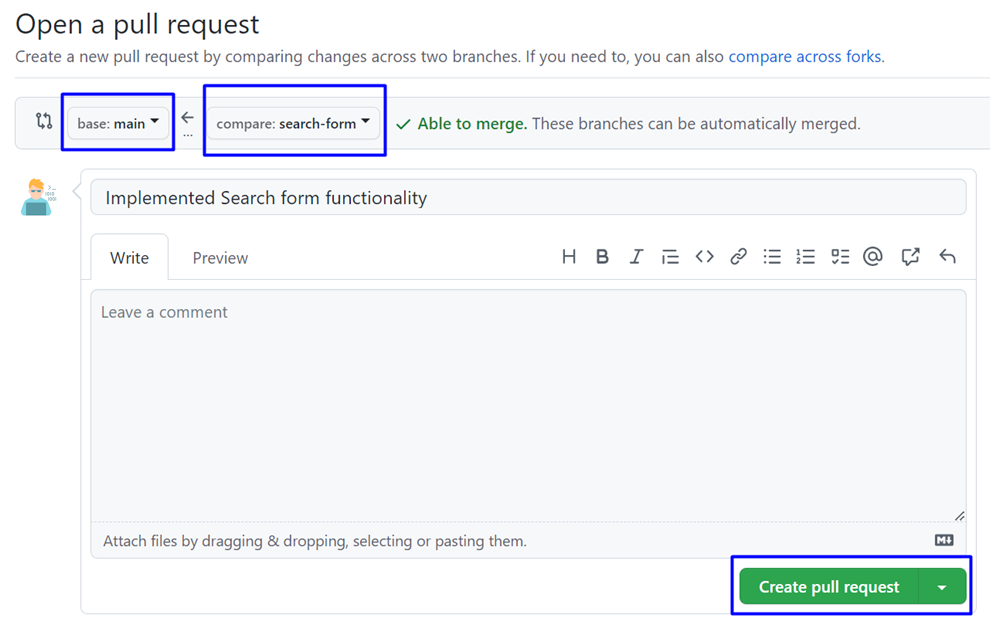 Open a pull request
Create a new pull request by comparing changes across two branches. If you need to, you can also compare across forks.
base: main ... compare: search-form Able to merge. These branches can be automatically merged.
Implemented Search form functionality
Write Preview H B I @
Leave a comment
Attach files by dragging & dropping, selecting or pasting them.
Create pull request